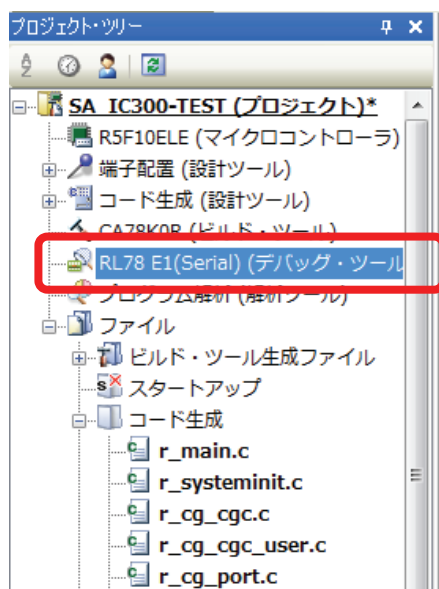 プロジェクト・ツリー
SA_IC300-TEST (プロジェクト)*
R5F10ELE (マイクロコントローラ)
端子配置 (設計ツール)
コード生成 (設計ツール)
CA78K0R (ビルド・ツール)
RL78 E1(Serial) (デバッグ・ツール
プログラム解析 (解析ツール)
ファイル
ビルド・ツール生成ファイル
スタートアップ
コード生成
r_main.c
r_systeminit.c
r_cg_cgc.c
r_cg_cgc_user.c
r_cg_port.c